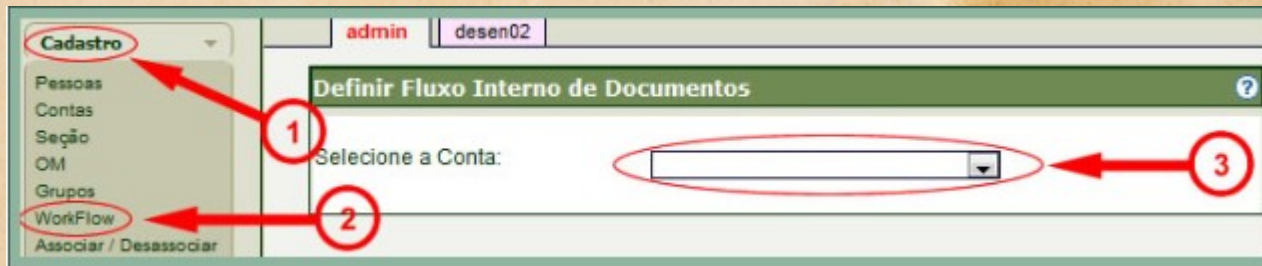 Cadastro
Pessoas
Contas
Seção
OM
Grupos
WorkFlow
Associar / Desassociar
1
2
admin
desen02
Definir Fluxo Interno de Documentos
?
Selecione a Conta:
3